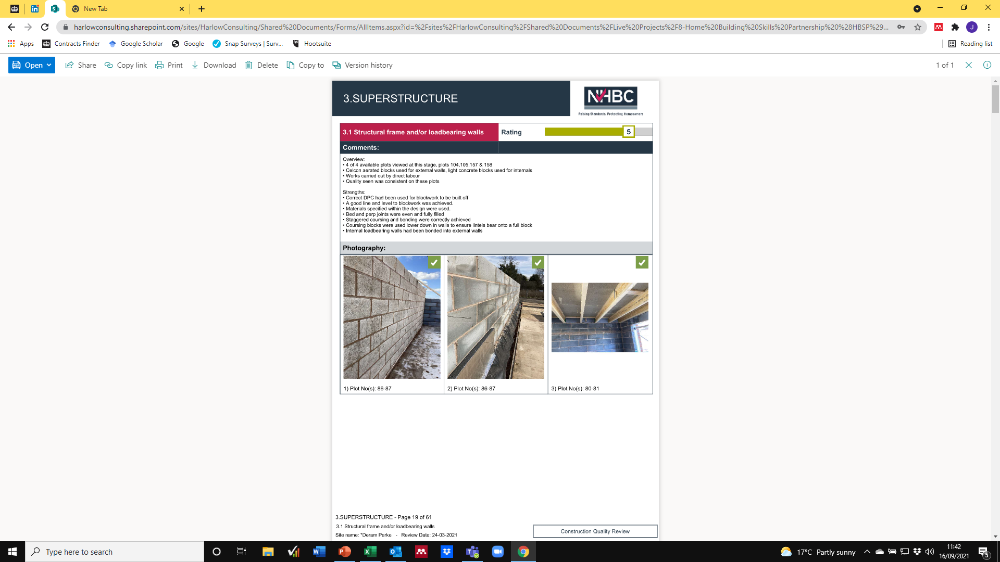 New Tab
harlowconsulting.sharepoint.com/sites/HarlowConsulting/Shared%20Documents/Forms/AllItems.aspx?id=%2Fsites%2FHarlowConsulting%2FShared%20Documents%2FLive%20Projects%2F8-Home%20Building%20Skills%20Partnership%20%28HBSP%29...
J
Apps Contracts Finder Google Scholar Google Snap Surveys | Surv... Hootsuite Reading list
Open Share Copy link Print Download Delete Copy to Version history 1 of 1
3.SUPERSTRUCTURE
NHBC
Raising Standards. Protecting Homeowners
3.1 Structural frame and/or loadbearing walls Rating 5
Comments:
Overview:
• 4 of 4 available plots viewed at this stage, plots 104,105,157 & 158
• Celcon aerated blocks used for external walls, light concrete blocks used for internals
• Works carried out by direct labour
• Quality seen was consistent on these plots
Strengths:
• Correct DPC had been used for blockwork to be built off
• A good line and level to blockwork was achieved.
• Materials specified within the design were used.
• Bed and perp joints were even and fully filled
• Staggered coursing and bonding were correctly achieved
• Coursing blocks were used lower down in walls to ensure lintels bear onto a full block
• Internal loadbearing walls had been bonded into external walls
Photography:
1) Plot No(s): 86-87 2) Plot No(s): 86-87 3) Plot No(s): 80-81
3.SUPERSTRUCTURE - Page 19 of 61
3.1 Structural frame and/or loadbearing walls
Site name: *Deram Parke - Review Date: 24-03-2021
Construction Quality Review
Type here to search
17°C Partly sunny
11:42
16/09/2021
5